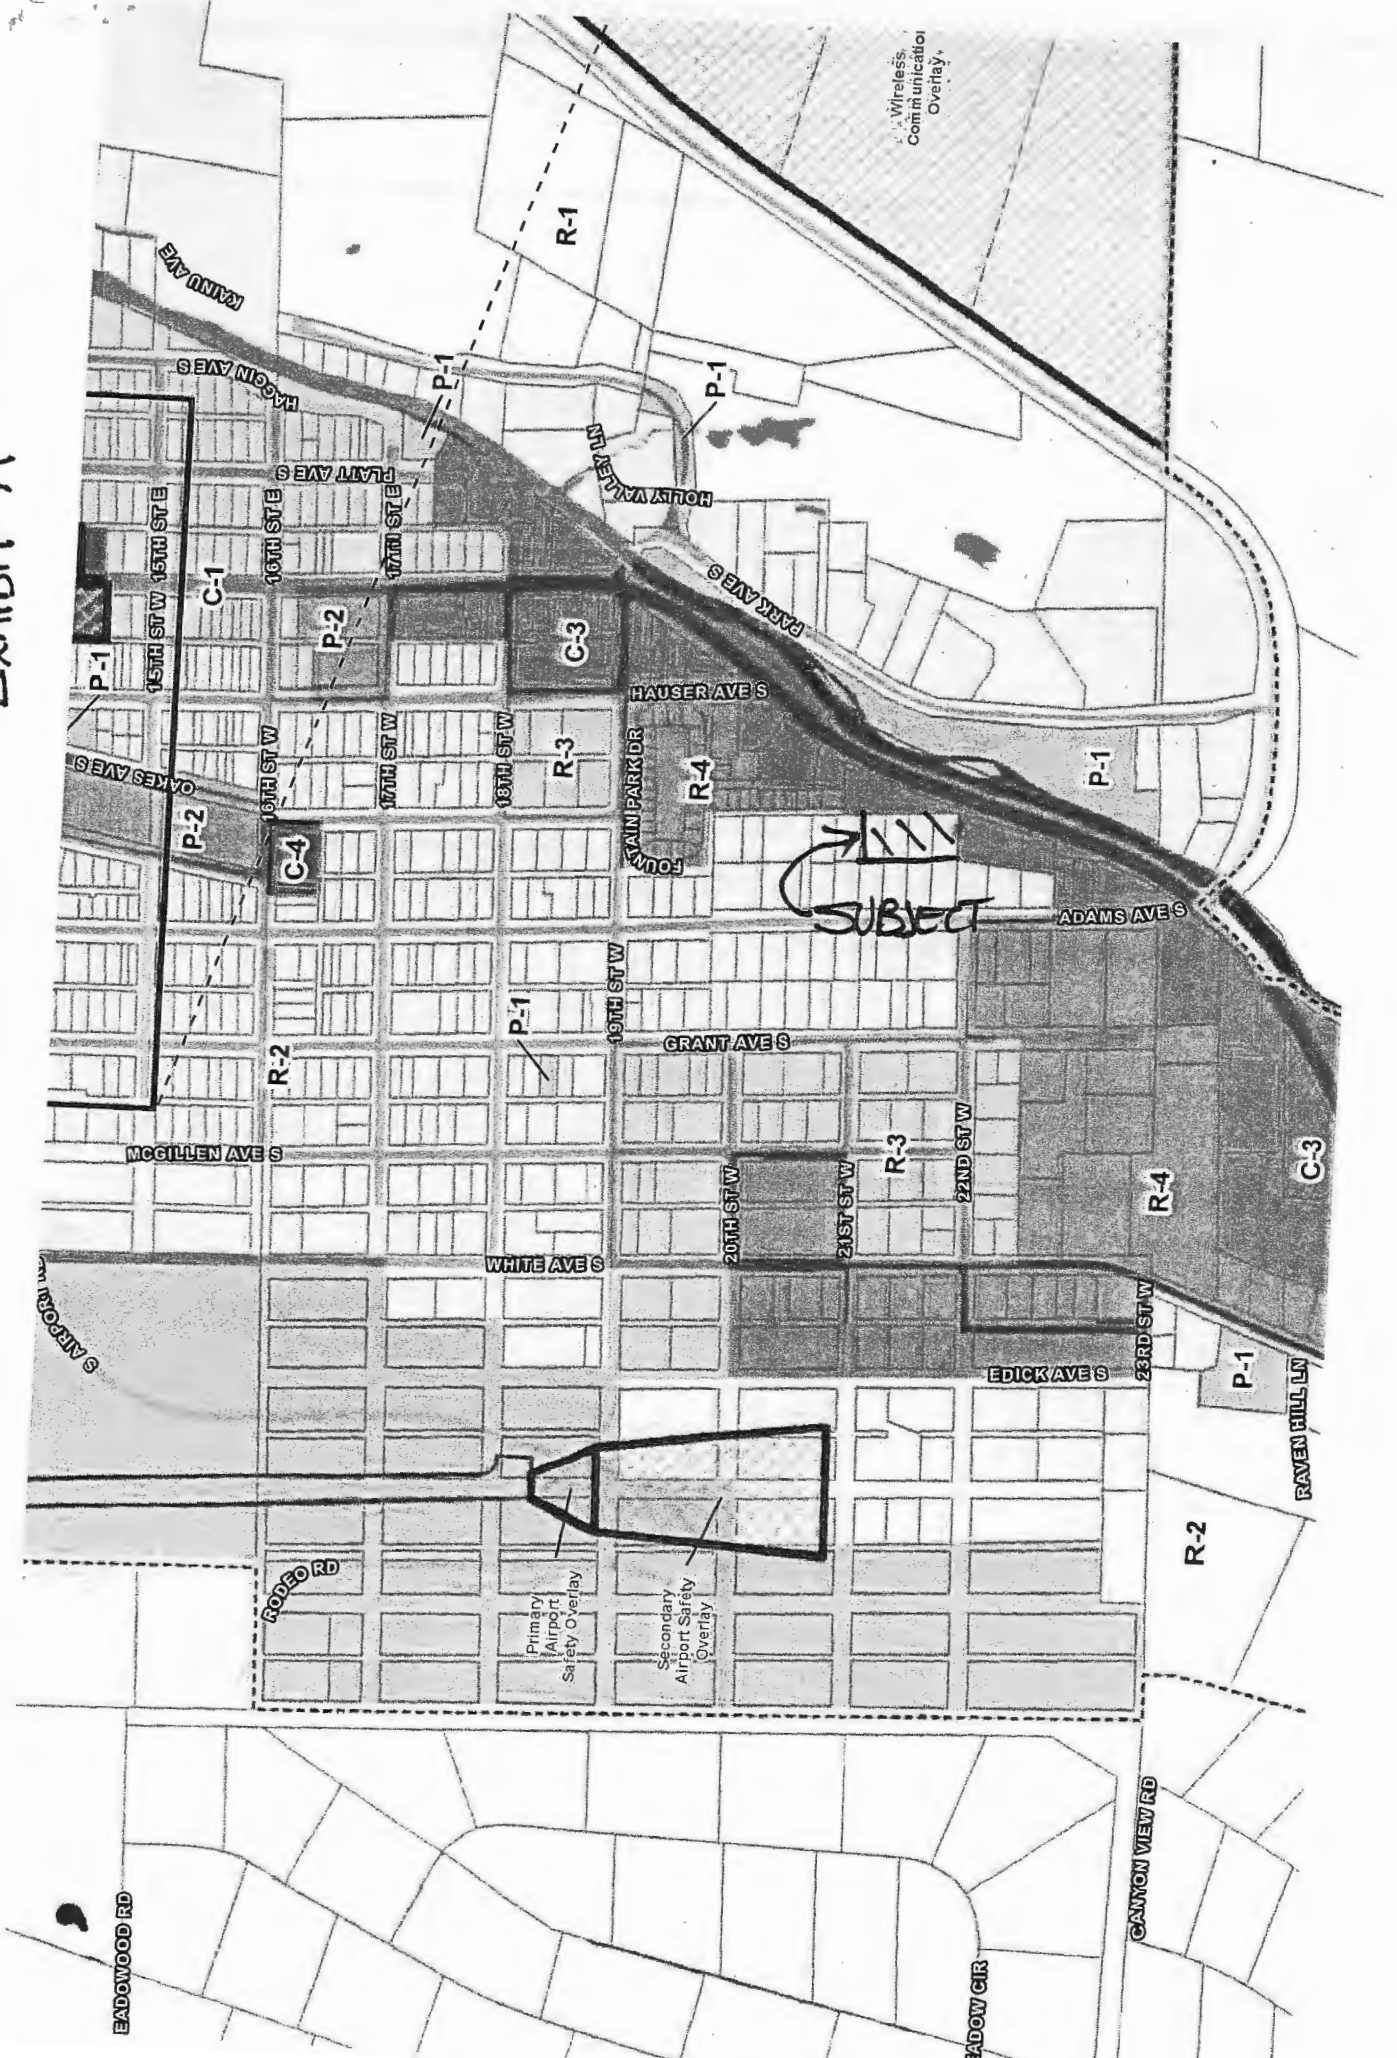 EXHIBIT A
Wireless
Communication
Overlay
KAINU AVE
R-1
HAGGIN AVE S
P-1
P-1
PLATT AVE S
HOLLY VALLEY LN
15TH ST E
16TH ST E
17TH ST E
C-1
P-2
C-3
PARK AVE S
P-1
15TH ST W
HAUSER AVE S
OAKES AVE S
16TH ST W
17TH ST W
18TH ST W
R-3
FOUNTAIN PARK DR
R-4
P-1
P-2
C-4
SUBJECT
ADAMS AVE S
19TH ST W
P-1
GRANT AVE S
R-2
MCGILLEN AVE S
20TH ST W
21ST ST W
R-3
22ND ST W
R-4
C-3
WHITE AVE S
S AIRPORT RD
EDICK AVE S
23RD ST W
P-1
RAVEN HILL LN
RODEO RD
Primary
Airport
Safety Overlay
Secondary
Airport Safety
Overlay
R-2
CANYON VIEW RD
EADOWOOD RD
EADOW CIR